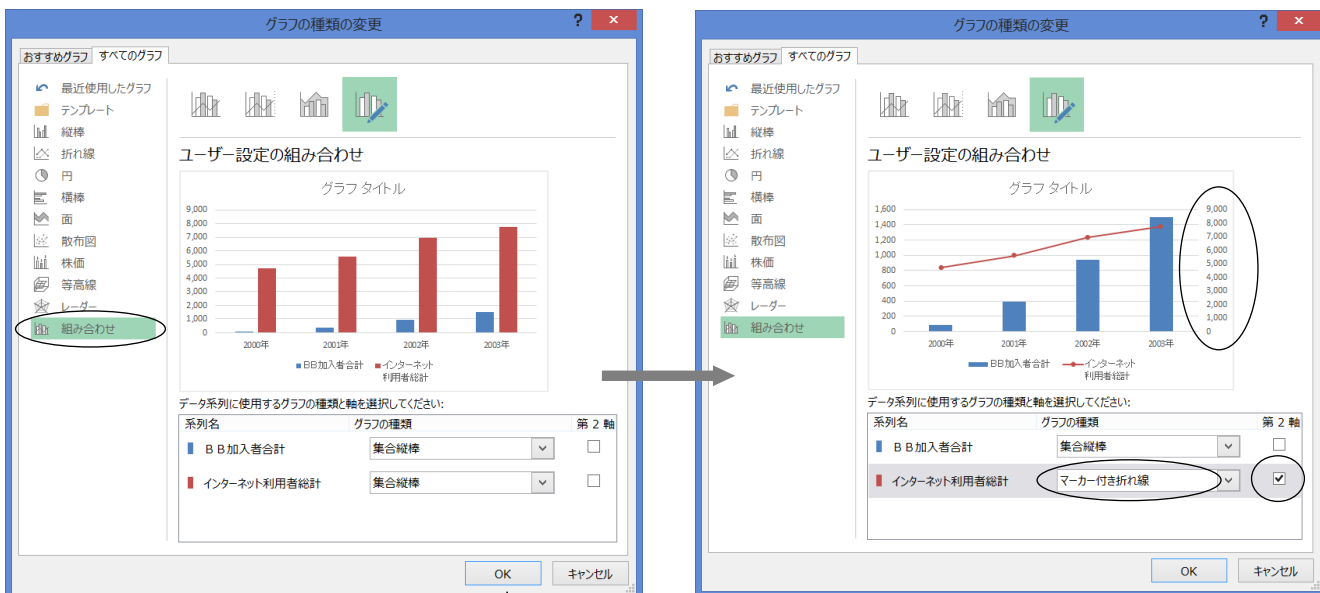 グラフの種類の変更
?
×
おすすめグラフ
すべてのグラフ
最近使用したグラフ
テンプレート
縦棒
折れ線
円
横棒
面
散布図
株価
等高線
レーダー
組み合わせ
ユーザー設定の組み合わせ
グラフ タイトル
9,000
8,000
7,000
6,000
5,000
4,000
3,000
2,000
1,000
0
2000年
2001年
2002年
2003年
BB加入者合計
インターネット
利用者総計
データ系列に使用するグラフの種類と軸を選択してください:
系列名
グラフの種類
第 2 軸
ＢＢ加入者合計
集合縦棒
インターネット利用者総計
集合縦棒
OK
キャンセル
グラフの種類の変更
?
×
おすすめグラフ
すべてのグラフ
最近使用したグラフ
テンプレート
縦棒
折れ線
円
横棒
面
散布図
株価
等高線
レーダー
組み合わせ
ユーザー設定の組み合わせ
グラフ タイトル
1,600
1,400
1,200
1,000
800
600
400
200
0
9,000
8,000
7,000
6,000
5,000
4,000
3,000
2,000
1,000
0
2000年
2001年
2002年
2003年
BB加入者合計
インターネット
利用者総計
データ系列に使用するグラフの種類と軸を選択してください:
系列名
グラフの種類
第 2 軸
ＢＢ加入者合計
集合縦棒
インターネット利用者総計
マーカー付き折れ線
OK
キャンセル